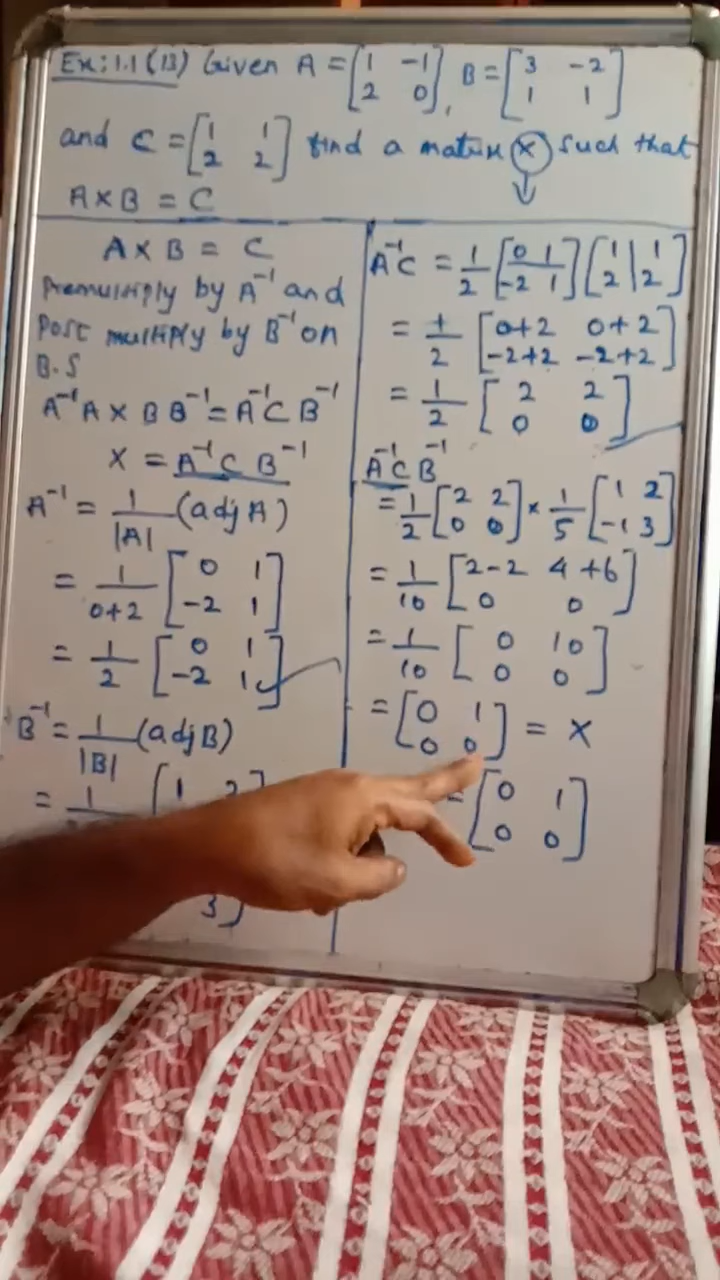 Ex: 1.1 (13) Given A = [1 -1 B = [3 -2
2 0], 1 1]
and C = [1 1 find a matrix X such that
2 2]
A X B = C
A X B = C
Premultiply by A⁻¹ and
Post multiply by B⁻¹ on
B.S
A⁻¹A X B B⁻¹ = A⁻¹C B⁻¹
X = A⁻¹C B⁻¹
A⁻¹ = 1/|A| (adj A)
= 1/0+2 [0 1
-2 1]
= 1/2 [0 1
-2 1]
B⁻¹ = 1/|B| (adj B)
= 1 [1 2
3]
A⁻¹C = 1/2 [0 1 [1 1
-2 1] 2 2]
= 1/2 [0+2 0+2
-2+2 -2+2]
= 1/2 [2 2
0 0]
A⁻¹C B⁻¹
= 1/2 [2 2 × 1/5 [1 2
0 0] -1 3]
= 1/10 [2-2 4+6
0 0]
= 1/10 [0 10
0 0]
= [0 1 = X
0 0]
= [0 1
0 0]